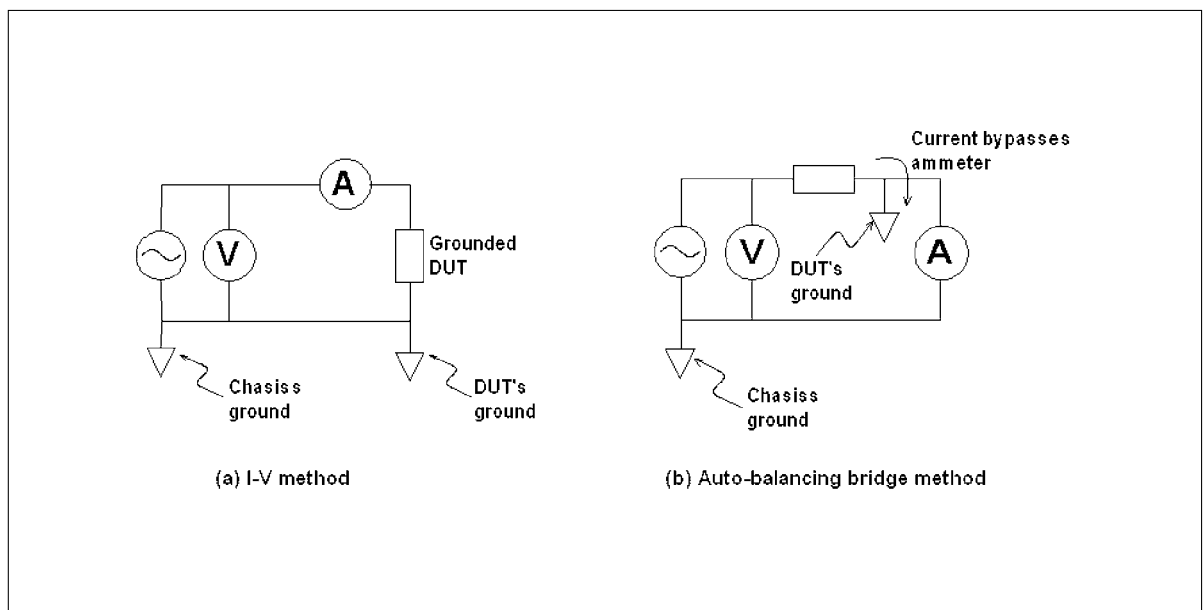 A
V
Grounded
DUT
Chasiss
ground
DUT's
ground
(a) I-V method
Current bypasses
ammeter
V
A
DUT's
ground
Chasiss
ground
(b) Auto-balancing bridge method